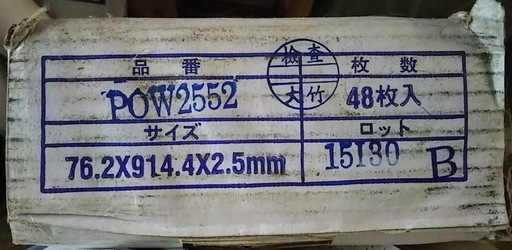 品番
枚数
検査
大竹
POW2552
48枚入
サイズ
ロット
76.2X914.4X2.5mm
15I30 B